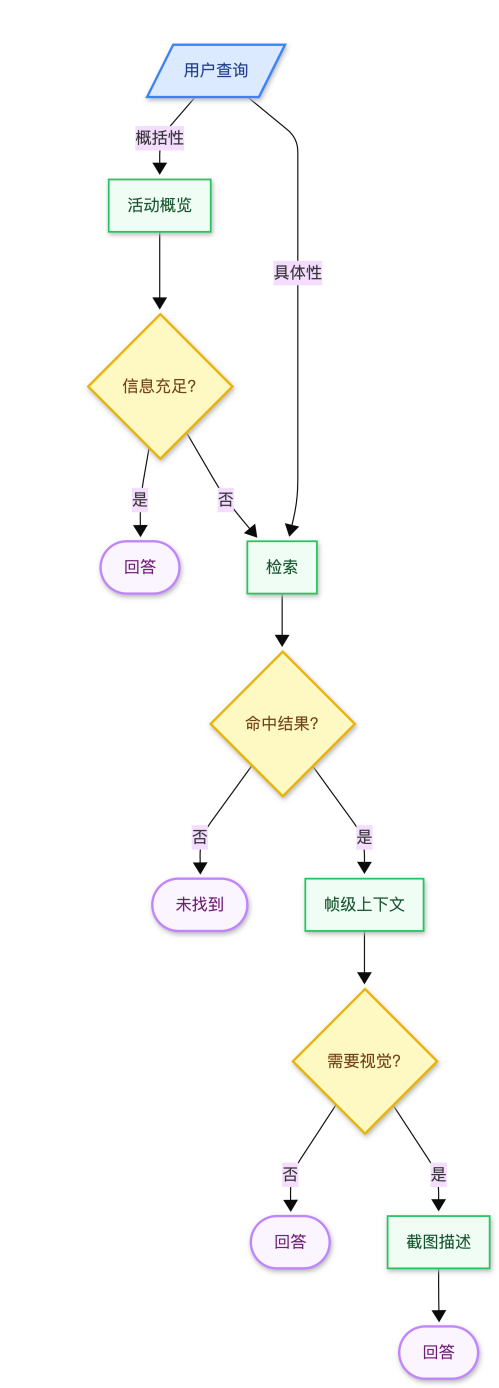 用户查询
概括性
活动概览
具体性
信息充足?
是
否
回答
检索
命中结果?
否
是
未找到
帧级上下文
需要视觉?
否
是
回答
截图描述
回答